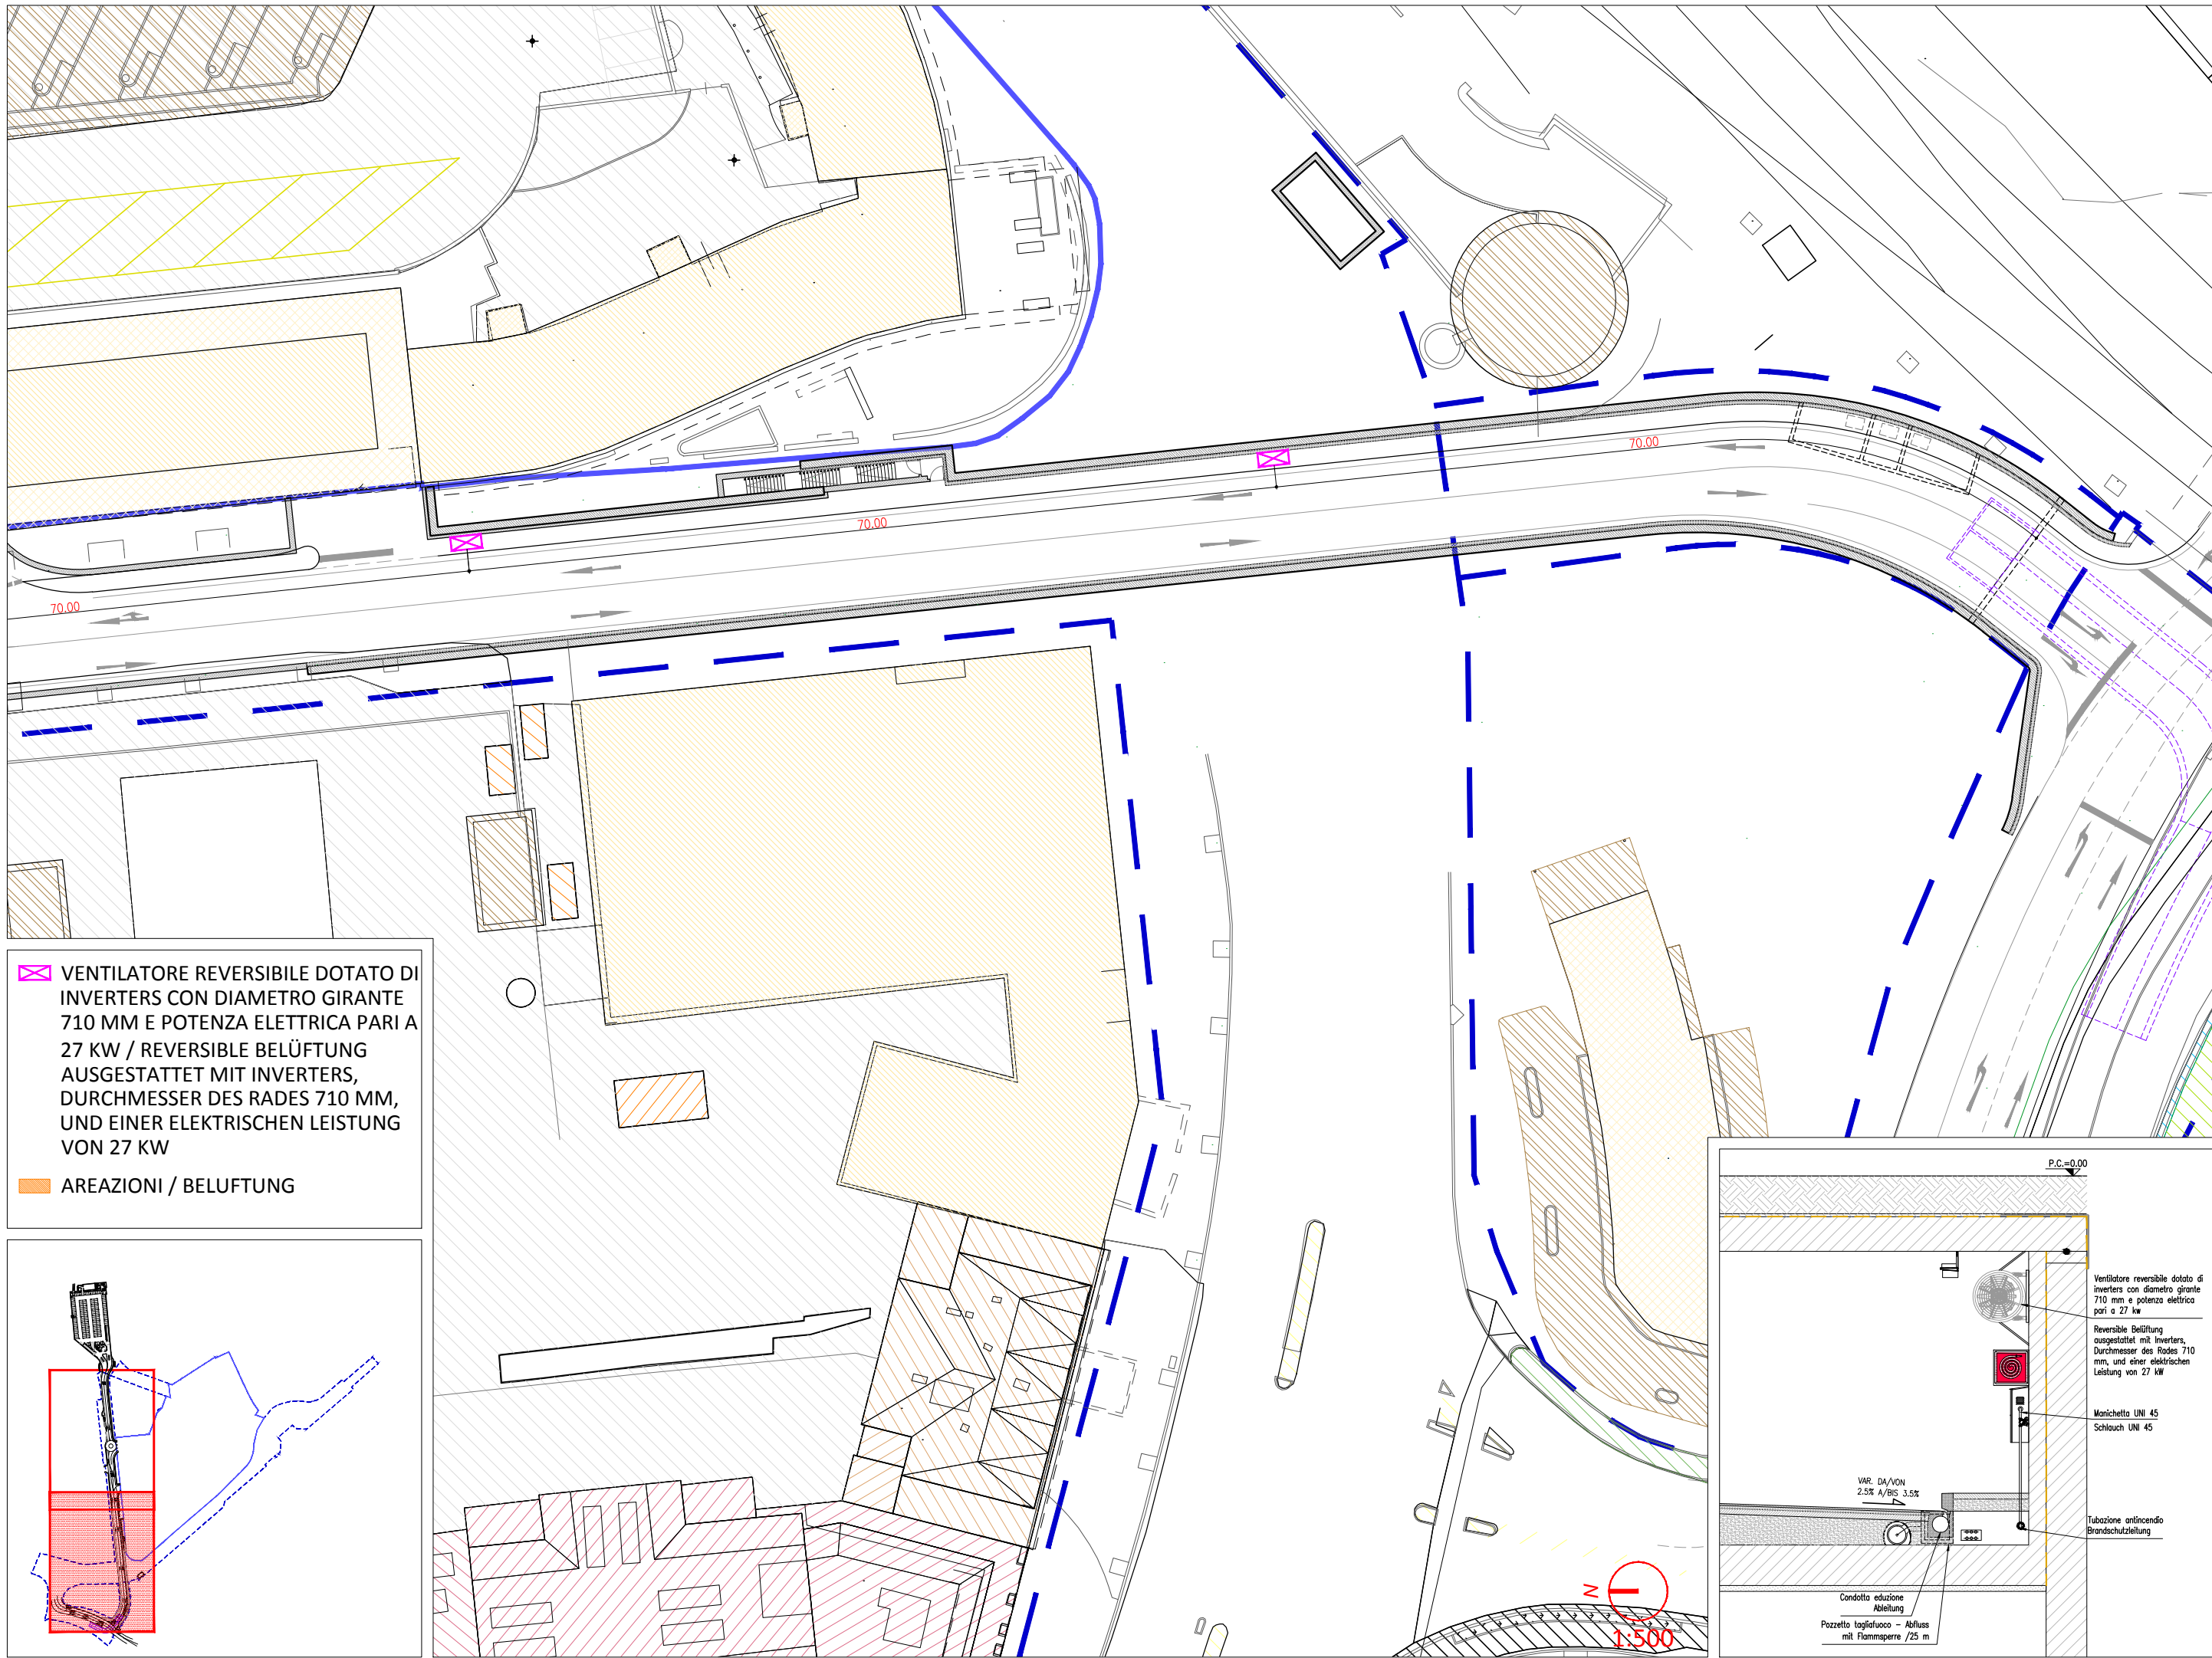 70.00
70.00
70.00
VENTILATORE REVERSIBILE DOTATO DI
INVERTERS CON DIAMETRO GIRANTE
710 MM E POTENZA ELETTRICA PARI A
27 KW / REVERSIBLE BELÜFTUNG
AUSGESTATTET MIT INVERTERS,
DURCHMESSER DES RADES 710 MM,
UND EINER ELEKTRISCHEN LEISTUNG
VON 27 KW
AREAZIONI / BELUFTUNG
N
1:500
P.C.=0.00
Ventilatore reversibile dotato di
inverters con diametro girante
710 mm e potenza elettrica
pari a 27 kw
Reversible Belüftung
ausgestattet mit Inverters,
Durchmesser des Rades 710
mm, und einer elektrischen
Leistung von 27 kW
Manichetta UNI 45
Schlauch UNI 45
VAR. DA/VON
2.5% A/BIS 3.5%
Tubazione antincendio
Brandschutzleitung
Condotta eduzione
Ableitung
Pozzetto tagliafuoco - Abfluss
mit Flammsperre /25 m